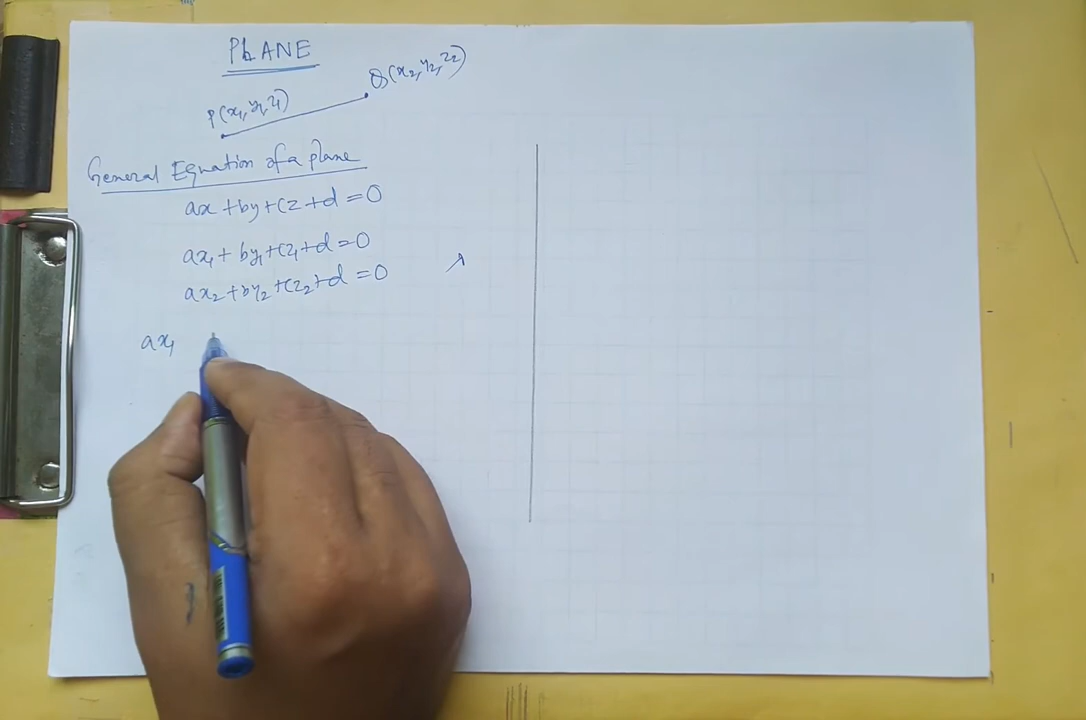 PLANE
Q(x₂, y₂, z₂)
P(x₁, y₁, z₁)
General Equation of a plane
ax + by + cz + d = 0
ax₁ + by₁ + cz₁ + d = 0
ax₂ + by₂ + cz₂ + d = 0
λ
ax₁